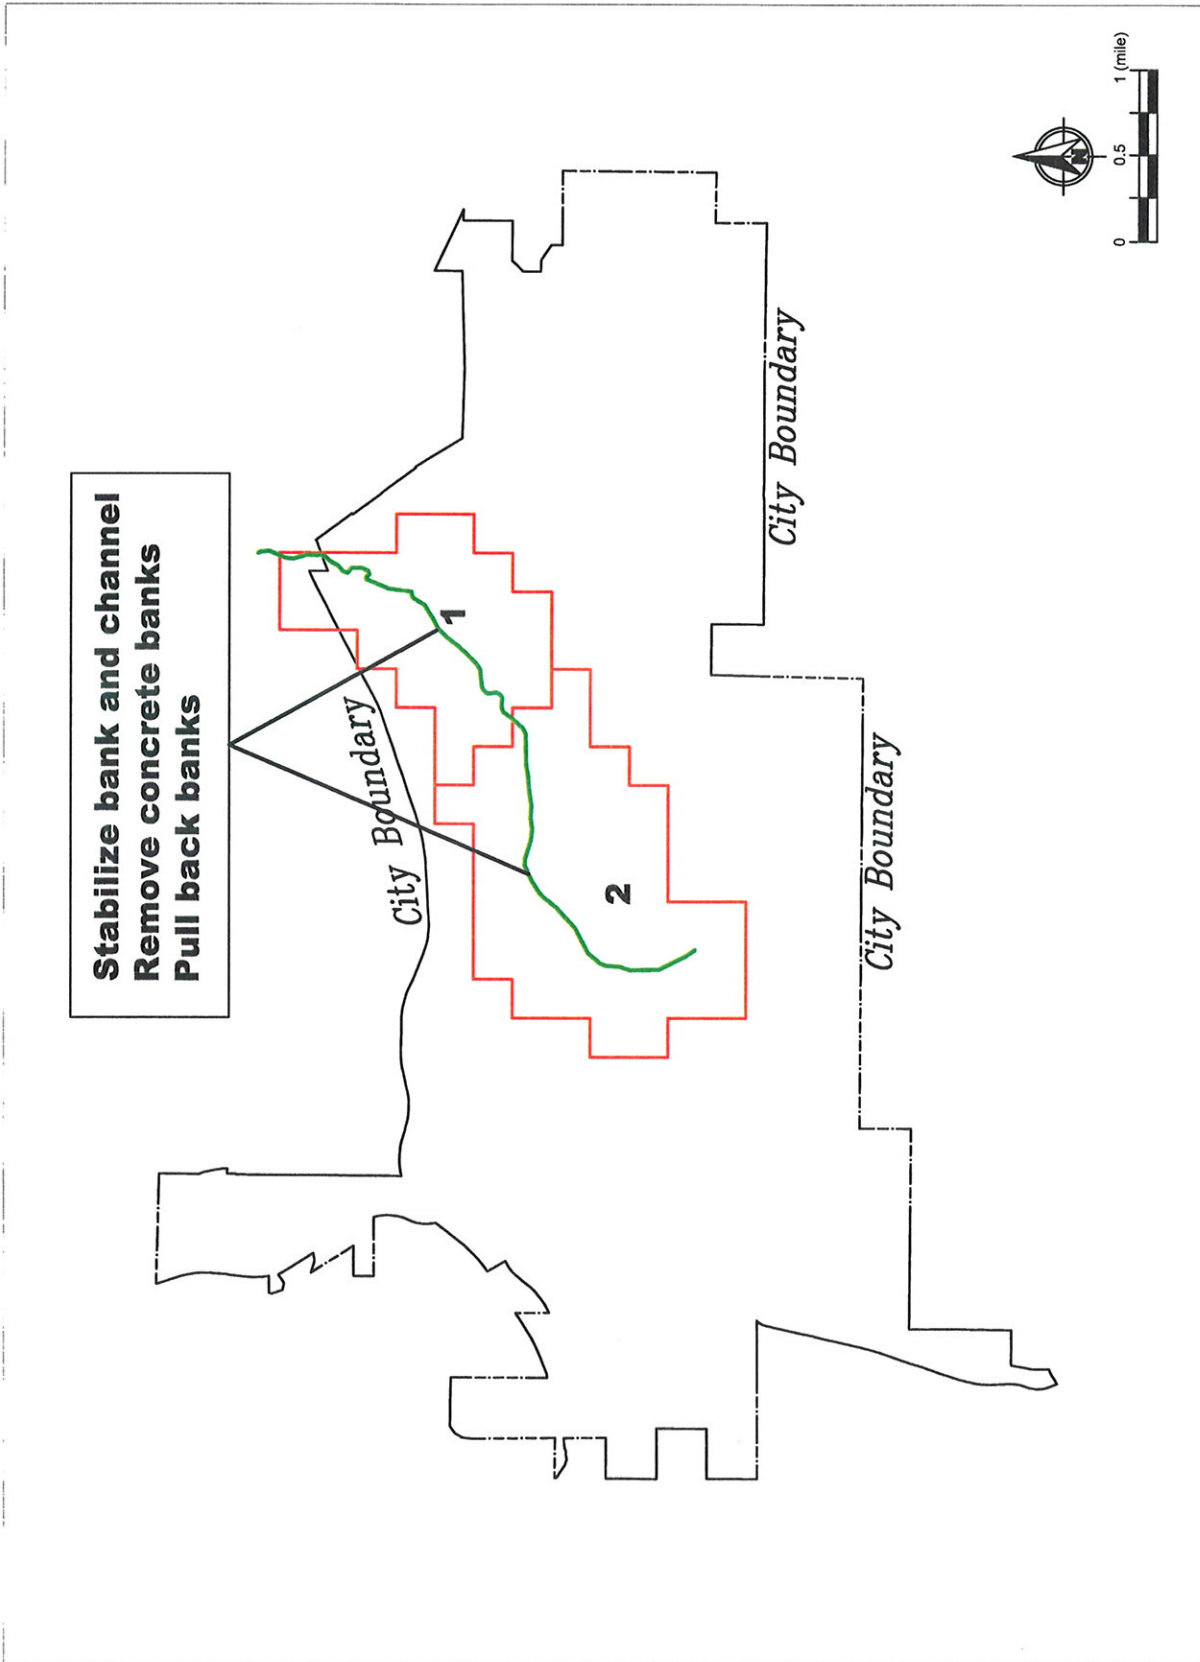 Stabilize bank and channel
Remove concrete banks
Pull back banks
City Boundary
1
2
City Boundary
City Boundary
N
0 0.5 1 (mile)